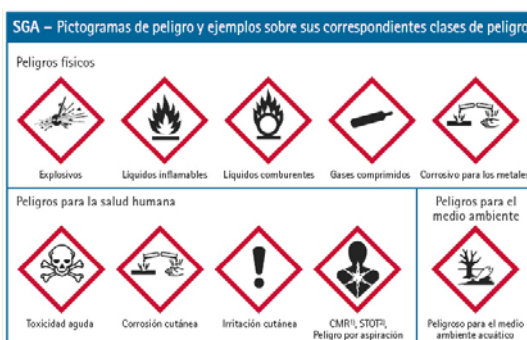 SGA – Pictogramas de peligro y ejemplos sobre sus correspondientes clases de peligro
Peligros físicos
Explosivos
Líquidos inflamables
Líquidos comburentes
Gases comprimidos
Corrosivo para los metales
Peligros para la salud humana
Toxicidad aguda
Corrosión cutánea
Irritación cutánea
CMR¹⁾, STOT²⁾,
Peligro por aspiración
Peligros para el
medio ambiente
Peligroso para el medio
ambiente acuático